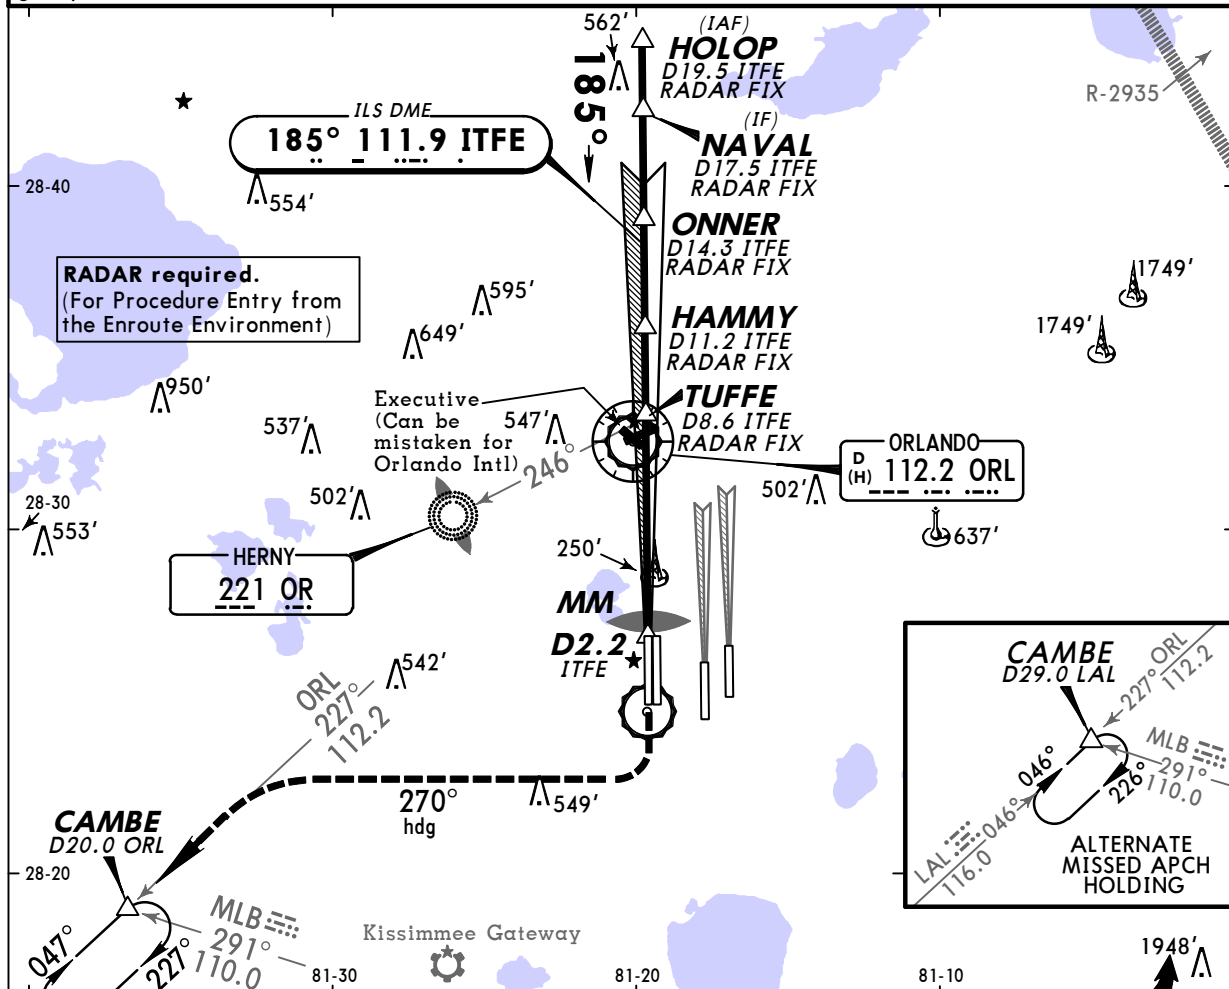 562'
(IAF)
HOLOP
D19.5 ITFE
RADAR FIX
R-2935
185°
ILS DME
185° 111.9 ITFE
(IF)
NAVAL
D17.5 ITFE
RADAR FIX
28-40
554'
ONNER
D14.3 ITFE
RADAR FIX
RADAR required.
(For Procedure Entry from
the Enroute Environment)
1749'
595'
649'
1749'
HAMMY
D11.2 ITFE
RADAR FIX
950'
TUFFE
D8.6 ITFE
RADAR FIX
Executive
(Can be
mistaken for
Orlando Intl)
547'
537'
246°
ORLANDO
D
(H) 112.2 ORL
502'
502'
28-30
553'
637'
HERNY
221 OR
250'
MM
D2.2
ITFE
542'
ORL
227°
112.2
CAMBE
D29.0 LAL
227° ORL
112.2
MLB
291°
110.0
046°
226°
LAL 046°
116.0
ALTERNATE
MISSED APCH
HOLDING
270°
hdg
549'
CAMBE
D20.0 ORL
28-20
MLB
291°
110.0
047°
227°
Kissimmee Gateway
81-30
81-20
81-10
1948'